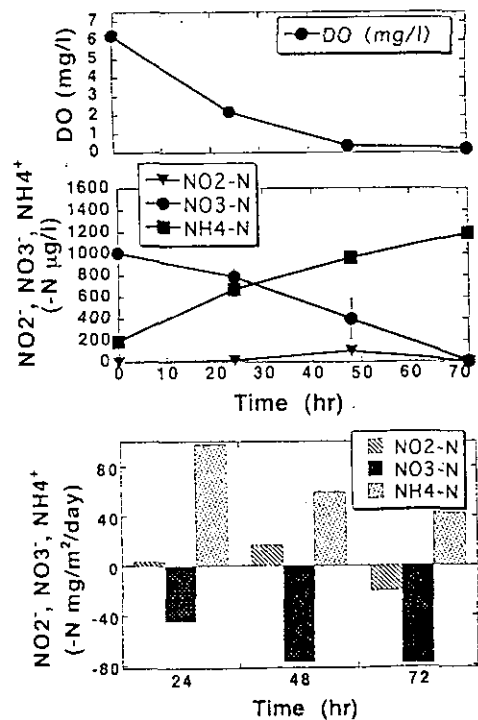 DO (mg/l)
7
6
5
4
3
2
1
0
DO (mg/l)
NO2⁻, NO3⁻, NH4⁺
(-N µg/l)
1600
1400
1200
1000
800
600
400
200
0
NO2-N
NO3-N
NH4-N
0 10 20 30 40 50 60 70
Time (hr)
NO2⁻, NO3⁻, NH4⁺
(-N mg/m²/day)
80
40
0
-40
-80
NO2-N
NO3-N
NH4-N
24 48 72
Time (hr)